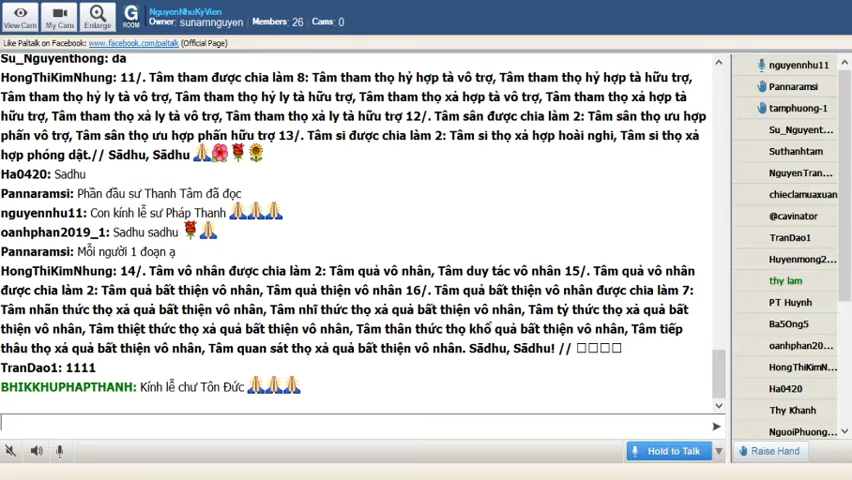 NguyenNhuKyVien
Owner: sunamnguyen Members: 26 Cams: 0
View Cam My Cam Enlarge G ROOM
Like Paltalk on Facebook: www.facebook.com/paltalk (Official Page)
Su_Nguyenthong: da
HongThiKimNhung: 11/. Tâm tham được chia làm 8: Tâm tham thọ hỷ hợp tà vô trợ, Tâm tham thọ hỷ hợp tà hữu trợ,
Tâm tham thọ hỷ ly tà vô trợ, Tâm tham thọ hỷ ly tà hữu trợ, Tâm tham thọ xả hợp tà vô trợ, Tâm tham thọ xả hợp tà
hữu trợ, Tâm tham thọ xả ly tà vô trợ, Tâm tham thọ xả ly tà hữu trợ 12/. Tâm sân được chia làm 2: Tâm sân thọ ưu hợp
phấn vô trợ, Tâm sân thọ ưu hợp phấn hữu trợ 13/. Tâm si được chia làm 2: Tâm si thọ xả hợp hoài nghi, Tâm si thọ xả
hợp phóng dật.// Sādhu, Sādhu
Ha0420: Sadhu
Pannaramsi: Phần đầu sư Thanh Tâm đã đọc
nguyennhu11: Con kính lễ sư Pháp Thanh
oanhphan2019_1: Sadhu sadhu
Pannaramsi: Mỗi người 1 đoạn ạ
HongThiKimNhung: 14/. Tâm vô nhân được chia làm 2: Tâm quả vô nhân, Tâm duy tác vô nhân 15/. Tâm quả vô nhân
được chia làm 2: Tâm quả bất thiện vô nhân, Tâm quả thiện vô nhân 16/. Tâm quả bất thiện vô nhân được chia làm 7:
Tâm nhãn thức thọ xả quả bất thiện vô nhân, Tâm nhĩ thức thọ xả quả bất thiện vô nhân, Tâm tỷ thức thọ xả quả bất
thiện vô nhân, Tâm thiệt thức thọ xả quả bất thiện vô nhân, Tâm thân thức thọ khổ quả bất thiện vô nhân, Tâm tiếp
thâu thọ xả quả bất thiện vô nhân, Tâm quan sát thọ xả quả bất thiện vô nhân. Sādhu, Sādhu! //
TranDao1: 1111
BHIKKHUPHAPTHANH: Kính lễ chư Tôn Đức
Hold to Talk
nguyennhu11
Pannaramsi
tamphuong-1
Su_Nguyent...
Suthanhtam
NguyenTran...
chieclamuaxuan
@cavinator
TranDao1
Huyenmong2...
thy lam
PT Huynh
Ba5Ong5
oanhphan20...
HongThiKimN...
Ha0420
Thy Khanh
NguoiPhuong...
Raise Hand